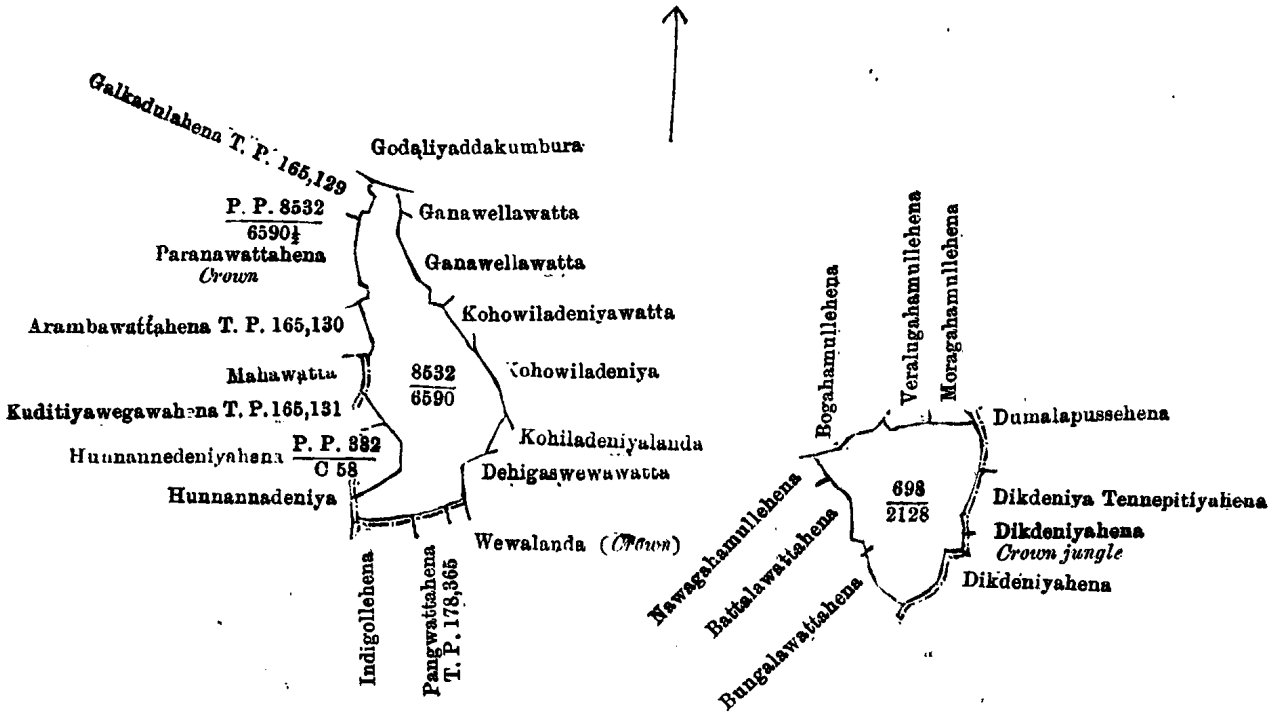 Galkadulahena T. P. 165,129
Godaliyaddakumbura
P. P. 8532
6590½
Ganawellawatta
Paranawattahena
Crown
Ganawellawatta
Arambawattahena T. P. 165,130
Kohowiladeniyawatta
Mahawatta
8532
6590
Kohowiladeniya
Kuditiyawegawahena T. P. 165,131
Hunnannedeniyahena P. P. 382
C 58
Kohiladeniyalanda
Dehigaswewawatta
Hunnannadeniya
Wewalanda (Crown)
Indigollehena
Pangwattahena
T. P. 178,365
Bogahamullehena
Veralugahamullehena
Moragahamullehena
Dumalapussehena
698
2128
Dikdeniya Tennepitiyahena
Dikdeniyahena
Crown jungle
Dikdeniyahena
Nawagahamullehena
Battalawattahena
Bungalawattahena